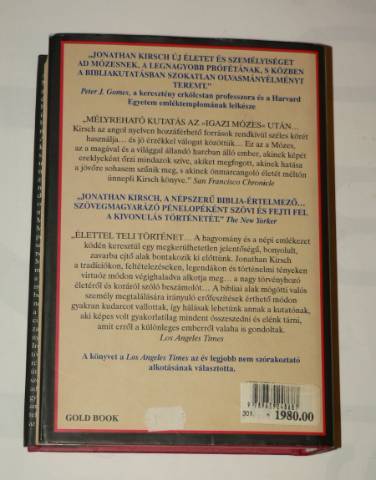 „JONATHAN KIRSCH ÚJ ÉLETET ÉS SZEMÉLYISÉGET
AD MÓZESNEK, A LEGNAGYOBB PRÓFÉTÁNAK, S KÖZBEN
A BIBLIAKUTATÁSBAN SZOKATLAN OLVASMÁNYÉLMÉNYT
TEREMT.”
Peter J. Gomes, a keresztény erkölcstan professzora és a Harvard
Egyetem emléktemplomának lelkésze
„MÉLYREHATÓ KUTATÁS AZ »IGAZI MÓZES« UTÁN…
Kirsch az angol nyelven hozzáférhető források rendkívül széles körét
használja… és jó érzékkel válogat közöttük… Ez az a Mózes,
az a magával és a világgal állandó harcban álló ember, akinek képét
ereklyeként őrzi mindazok szíve, akiket megfogott, akinek hatása
a jövőre sohasem szűnik meg, s akinek önmarcangoló életét méltón
ünnepli Kirsch könyve.” San Francisco Chronicle
„JONATHAN KIRSCH, A NÉPSZERŰ BIBLIA-ÉRTELMEZŐ…
SZÖVEGMAGYARÁZÓ PÉNELOPÉKÉNT SZÖVI ÉS FEJTI FEL
A KIVONULÁS TÖRTÉNETÉT.” The New Yorker
„ÉLETTEL TELI TÖRTÉNET… A hagyomány és a népi emlékezet
ködén keresztül egy megkerülhetetlen jelentőségű, bonyolult,
zavarba ejtő alak bontakozik ki előttünk. Jonathan Kirsch
a tradíciókon, feltételezéseken, legendákon és történelmi tényeken
virtuóz módon végighaladva alkotja meg… a nagy törvényhozó
életéről és koráról szóló beszámolót… A bibliai alak mögötti valós
személy megtalálására irányuló erőfeszítések érthető módon
gyakran kudarcot vallottak, így hálásak lehetünk annak a kutatónak,
aki képes volt gyakorlatilag mindent összeszedni és elénk tárni,
amit erről a különleges emberről valaha is gondoltak.
Los Angeles Times
A könyvet a Los Angeles Times az év legjobb nem szórakoztató
alkotásának választotta.
1980.00
GOLD BOOK